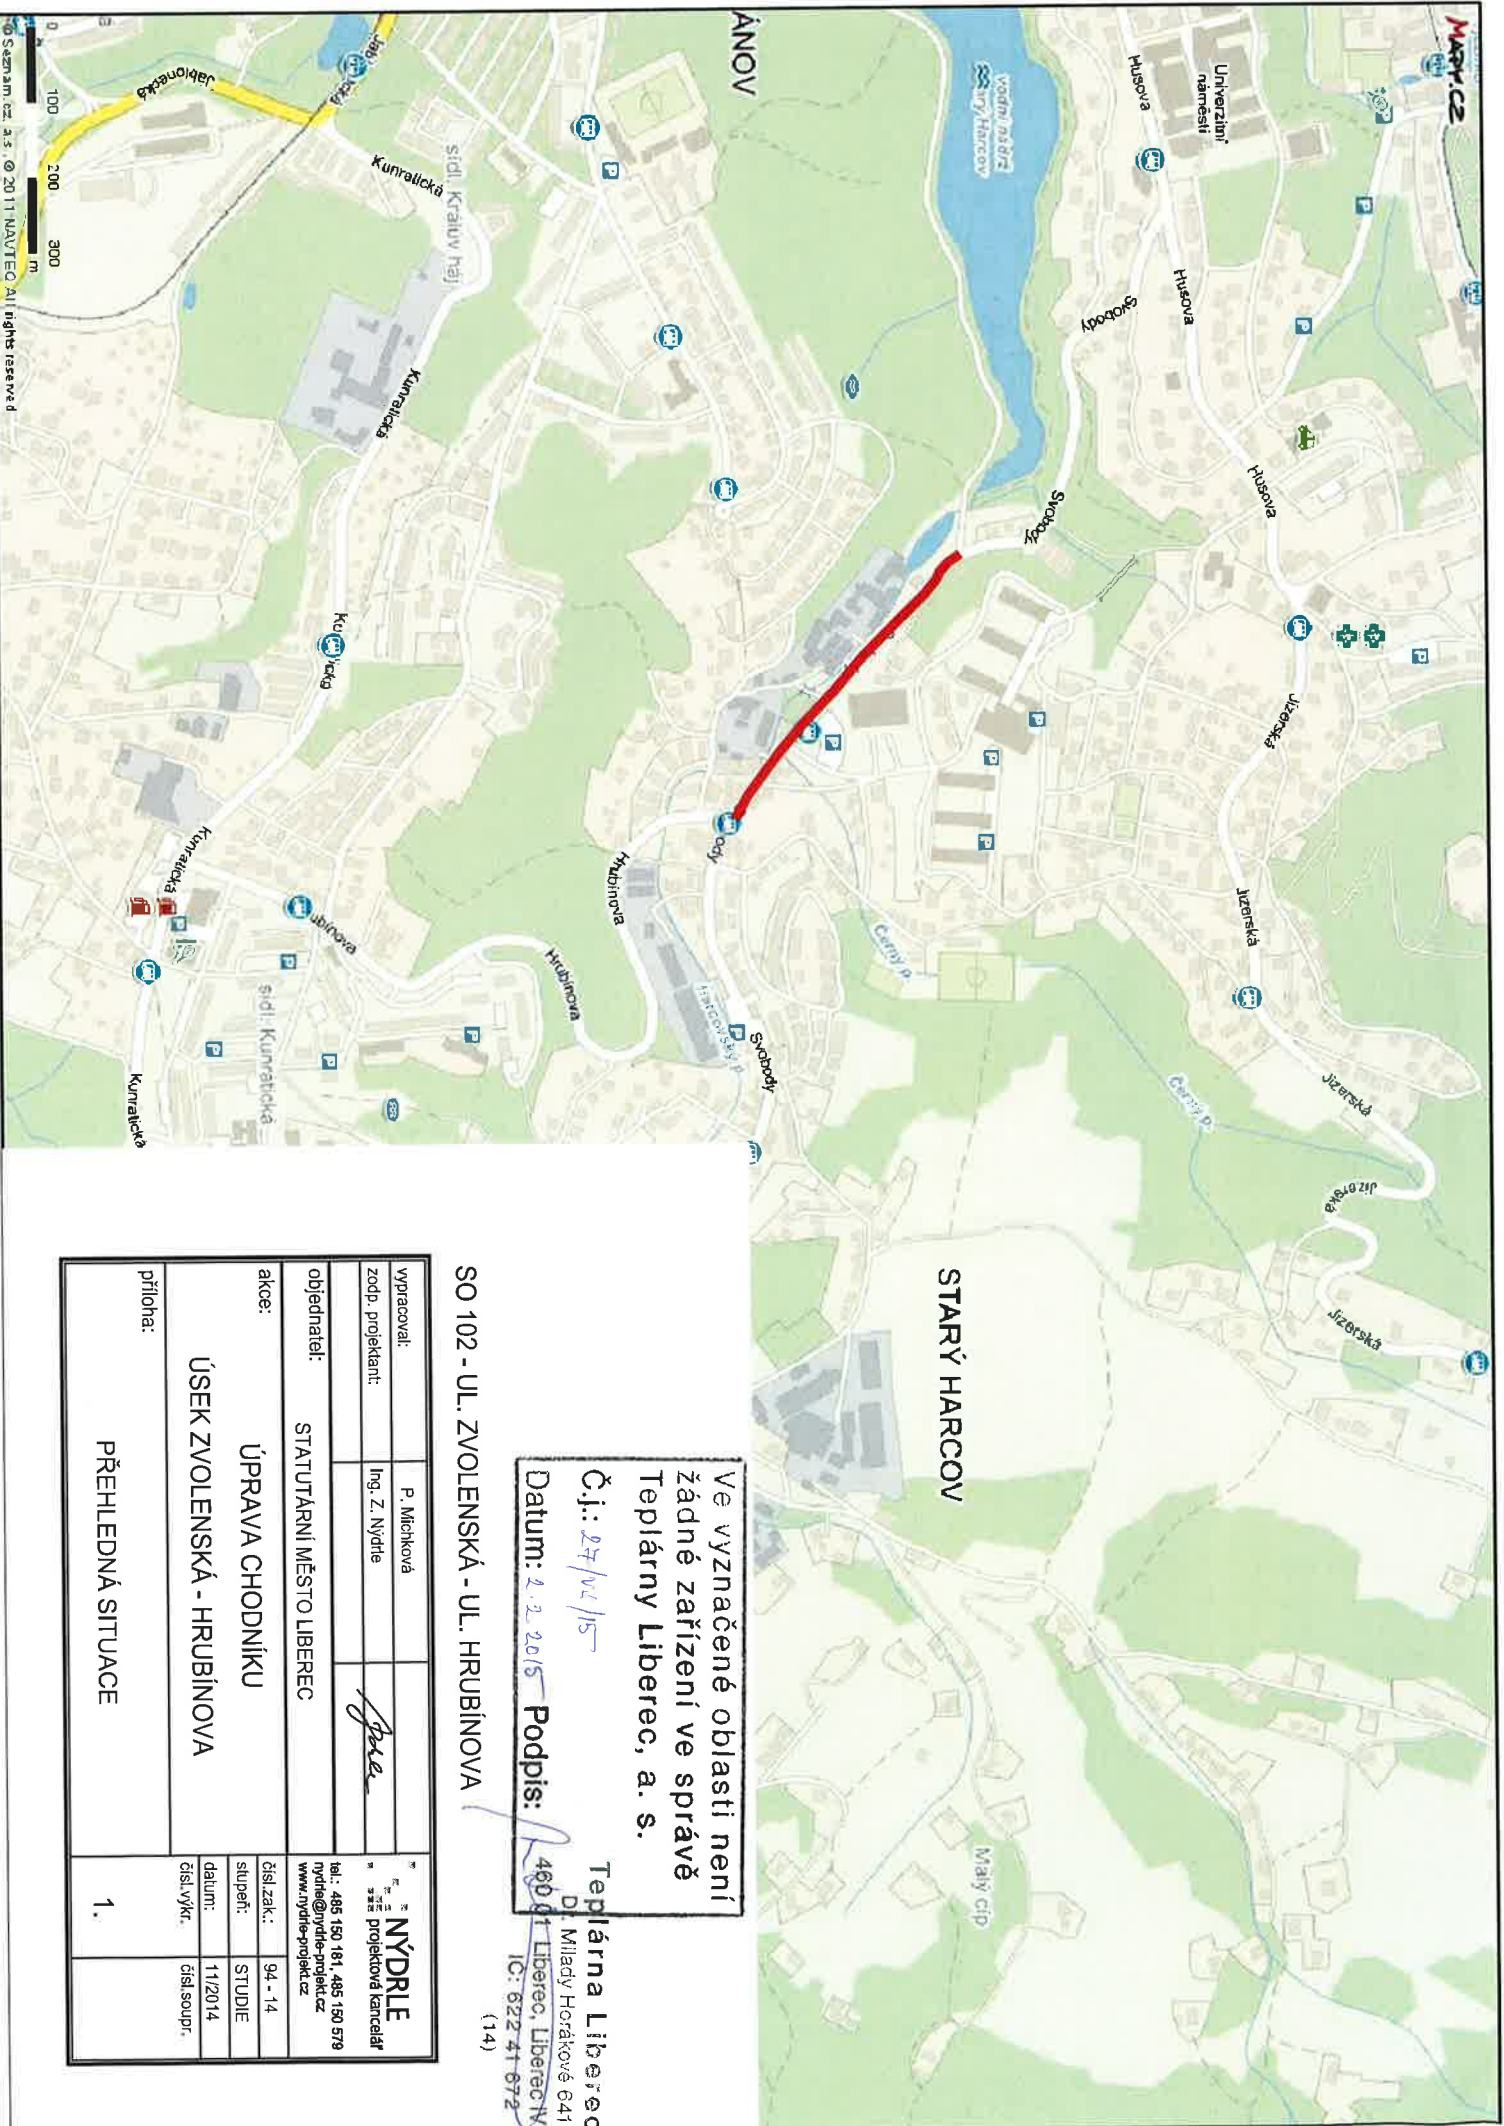 MAPY.CZ
Univerzitní
náměstí
Husova
Husova
Husova
Svobody
Svobody
Jizerská
Jizerská
Jizerská
Jizerská
Jizerská
ÁNOV
STARÝ HARCOV
Černý p.
Černý p.
Harcovský p.
Svobody
Hrubínova
Hrubínova
Malý cíp
Jablonecká
Kunratická
sídl. Králův háj
Kunratická
Kunratická
Kunratická
sídl. Kunratická
0 100 200 300 m
© Seznam.cz, a.s., © 2011 NAVTEQ All rights reserved
Ve vyznačené oblasti není
žádné zařízení ve správě
Teplárny Liberec, a. s.
Č.j.:
Datum: 2.2.2015 Podpis:
Teplárna Liberec
Dr. Milady Horákové 641
460 01 Liberec, Liberec IV
IČ: 622 41 672
(14)
SO 102 - UL. ZVOLENSKÁ - UL. HRUBÍNOVA
vypracoval: P. Michková
zodp. projektant: Ing. Z. Nýdrle
objednatel: STATUTÁRNÍ MĚSTO LIBEREC
akce: ÚPRAVA CHODNÍKU
ÚSEK ZVOLENSKÁ - HRUBÍNOVA
příloha:
PŘEHLEDNÁ SITUACE
NÝDRLE
projektová kancelář
tel.: 485 150 181, 485 150 579
nydrle@nydrle-projekt.cz
www.nydrle-projekt.cz
čísl.zak.: 94 - 14
stupeň: STUDIE
datum: 11/2014
čísl.výkr. čísl.soupr.
1.